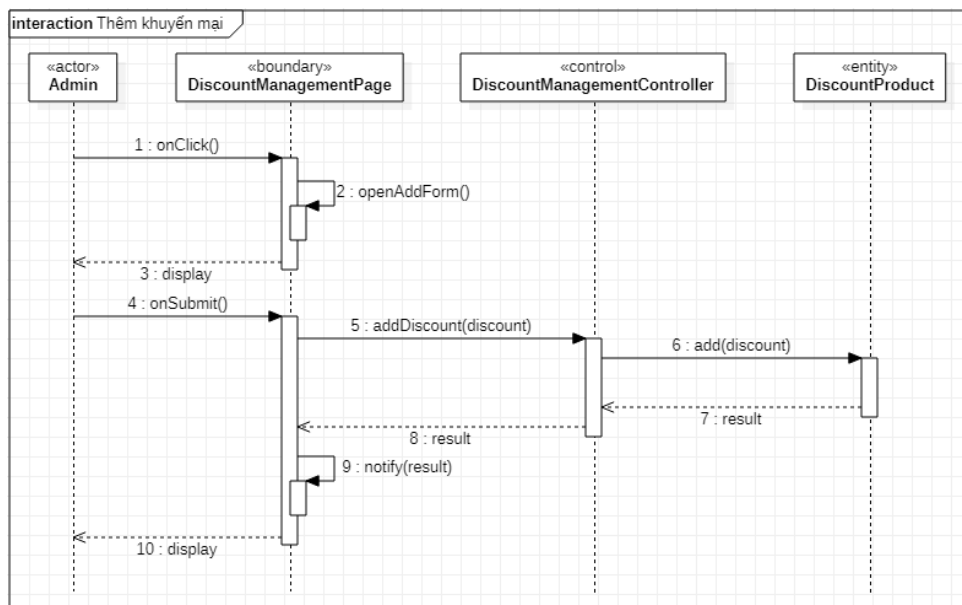 interaction Thêm khuyến mại
«actor»
Admin
«boundary»
DiscountManagementPage
«control»
DiscountManagementController
«entity»
DiscountProduct
1 : onClick()
2 : openAddForm()
3 : display
4 : onSubmit()
5 : addDiscount(discount)
6 : add(discount)
7 : result
8 : result
9 : notify(result)
10 : display